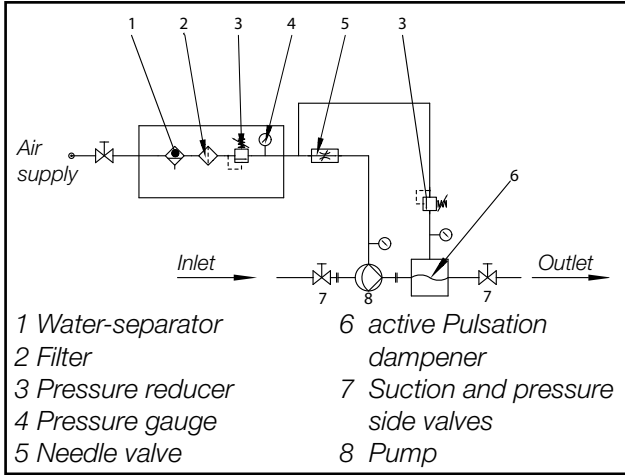 1 2 3 4 5 3
Air
supply
6
Inlet
Outlet
7 8 7
1 Water-separator
2 Filter
3 Pressure reducer
4 Pressure gauge
5 Needle valve
6 active Pulsation
dampener
7 Suction and pressure
side valves
8 Pump